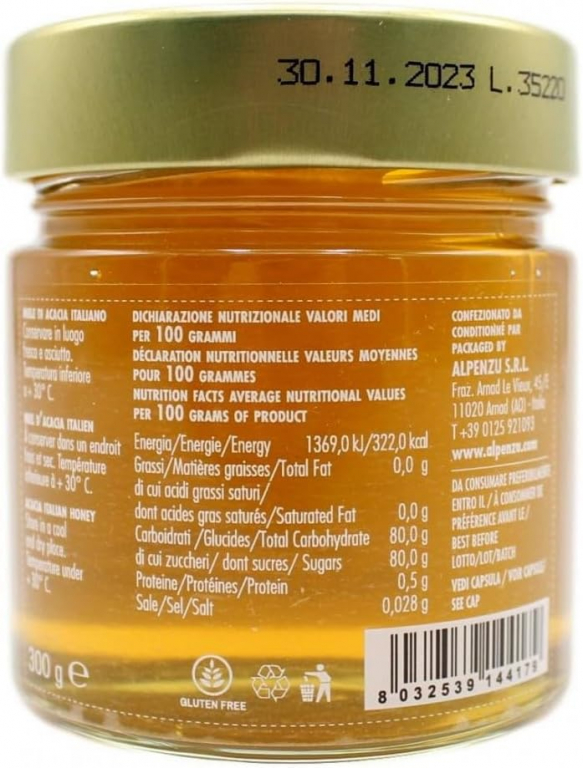 30.11.2023 L.35220
MIELE DI ACACIA ITALIANO
Conservare in luogo
fresco e asciutto.
Temperatura inferiore
a +30° C.
MIEL D'ACACIA ITALIEN
À conserver dans un endroit
frais et sec. Température
inférieure à +30° C.
ACACIA ITALIAN HONEY
Store in a cool
and dry place.
Temperature under
+30° C.
300 g e
DICHIARAZIONE NUTRIZIONALE VALORI MEDI
PER 100 GRAMMI
DÉCLARATION NUTRITIONNELLE VALEURS MOYENNES
POUR 100 GRAMMES
NUTRITION FACTS AVERAGE NUTRITIONAL VALUES
PER 100 GRAMS OF PRODUCT
Energia/Energie/Energy 1369,0 kJ/322,0 kcal
Grassi/Matières graisses/Total Fat 0,0 g
di cui acidi grassi saturi/
dont acides gras saturés/Saturated Fat 0,0 g
Carboidrati /Glucides/Total Carbohydrate 80,0 g
di cui zuccheri/ dont sucres/ Sugars 80,0 g
Proteine/Protéines/Protein 0,5 g
Sale/Sel/Salt 0,028 g
GLUTEN FREE
CONFEZIONATO DA
CONDITIONNÉ PAR
PACKAGED BY
ALPENZU S.R.L.
Fraz. Arnad Le Vieux, 45/E
11020 Arnad (AO) - Italie
T +39 0125 921093
www.alpenzu.com
DA CONSUMARE PREFERIBILMENTE
ENTRO IL / À CONSOMMER DE
PRÉFÉRENCE AVANT LE /
BEST BEFORE
LOTTO/LOT/BATCH
VEDI CAPSULA / VOIR CAPSULE
SEE CAP
8 032539 144179